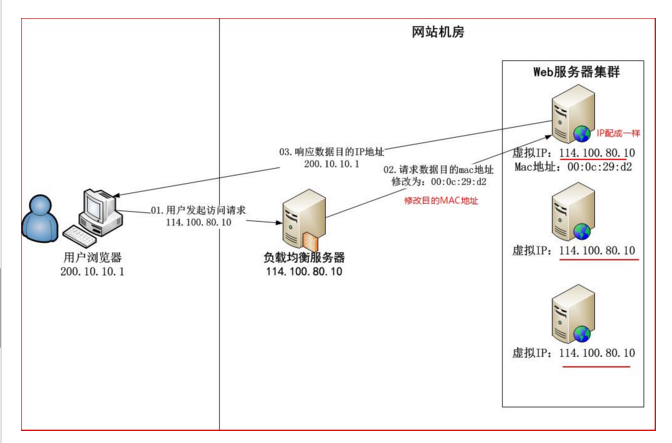 网站机房
Web服务器集群
IP配成一样
虚拟IP: 114.100.80.10
Mac地址: 00:0c:29:d2
03.响应数据目的IP地址
200.10.10.1
02.请求数据目的mac地址
修改为: 00:0c:29:d2
修改目的MAC地址
01.用户发起访问请求
114.100.80.10
用户浏览器
200.10.10.1
负载均衡服务器
114.100.80.10
虚拟IP: 114.100.80.10
虚拟IP: 114.100.80.10